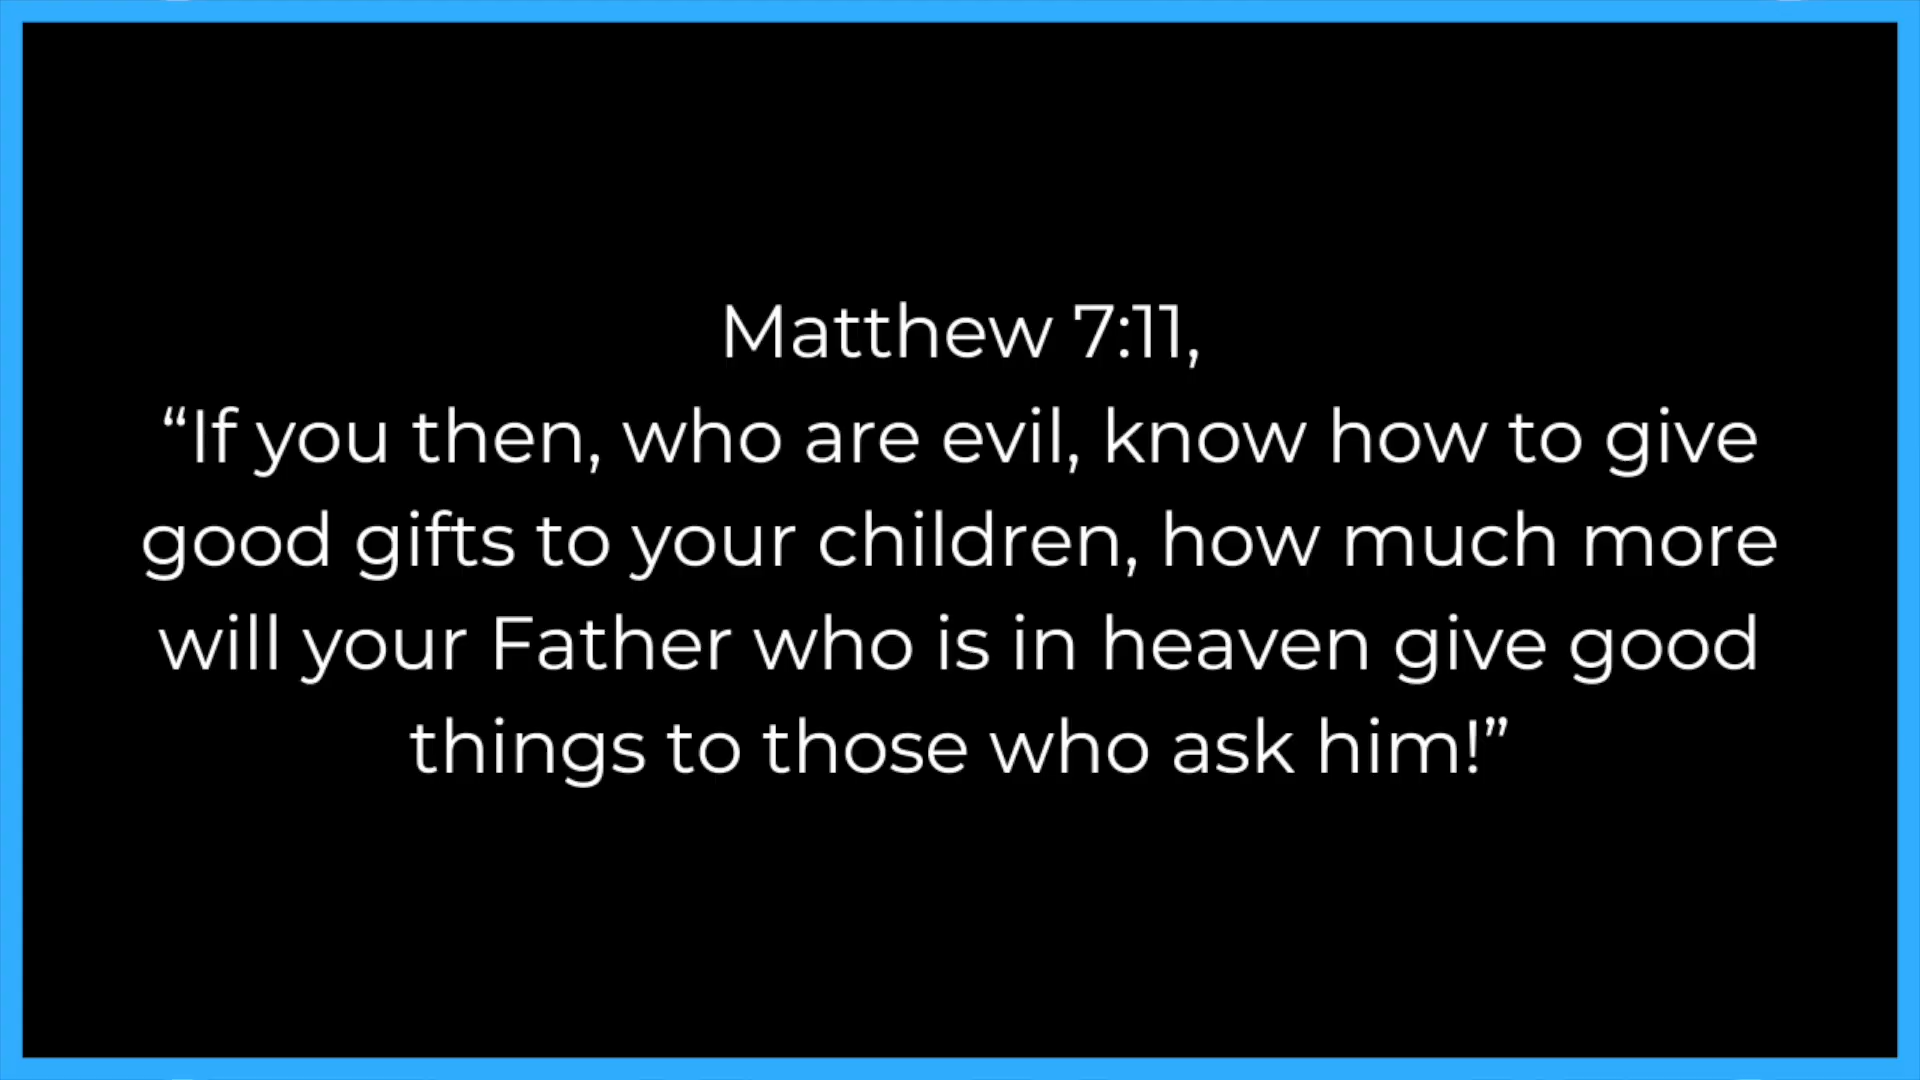 Matthew 7:11,
“If you then, who are evil, know how to give
good gifts to your children, how much more
will your Father who is in heaven give good
things to those who ask him!”